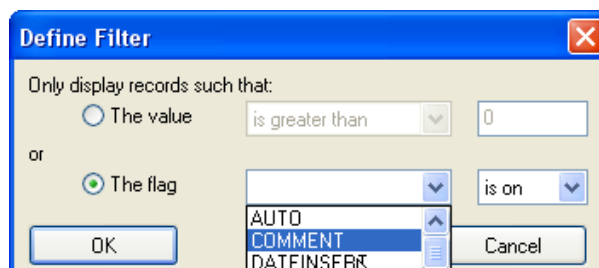 Define Filter
Only display records such that:
The value is greater than 0
or
The flag is on
AUTO
OK COMMENT Cancel
DATEINSERT